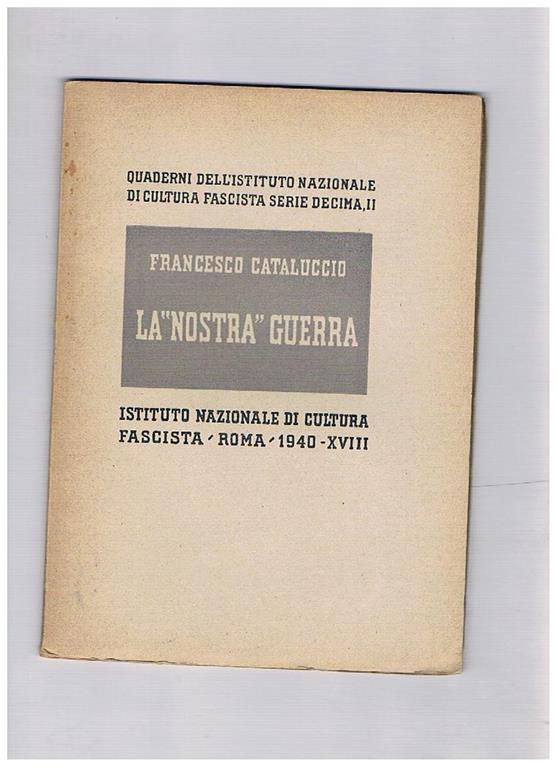 QUADERNI DELL'ISTITUTO NAZIONALE
DI CULTURA FASCISTA SERIE DECIMA, II
FRANCESCO CATALUCCIO
LA "NOSTRA" GUERRA
ISTITUTO NAZIONALE DI CULTURA
FASCISTA - ROMA - 1940 - XVIII